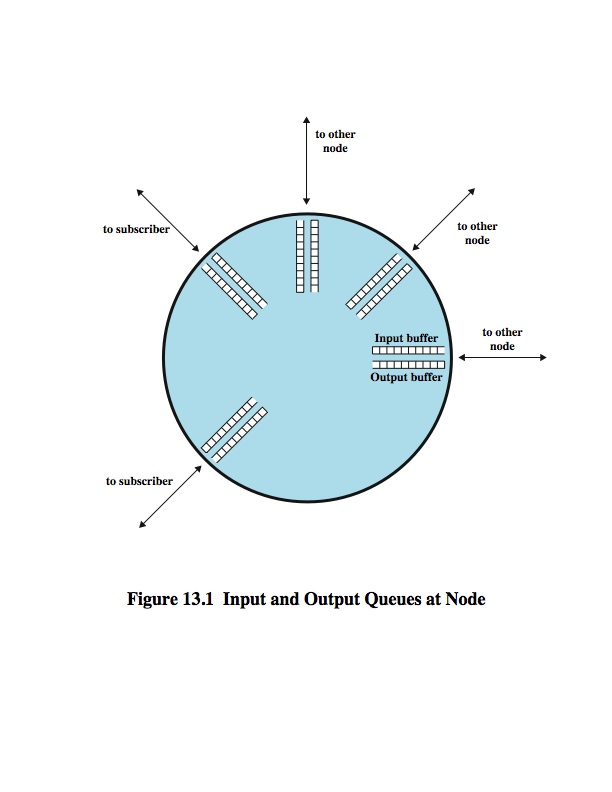 to other
node
to subscriber
to other
node
to other
node
Input buffer
Output buffer
to subscriber
Figure 13.1 Input and Output Queues at Node